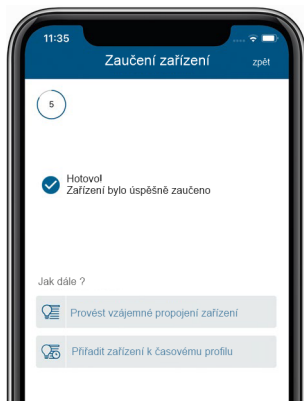 11:35
Zaučení zařízení
zpět
5
Hotovo!
Zařízení bylo úspěšně zaučeno
Jak dále ?
Provést vzájemné propojení zařízení
Přiřadit zařízení k časovému profilu